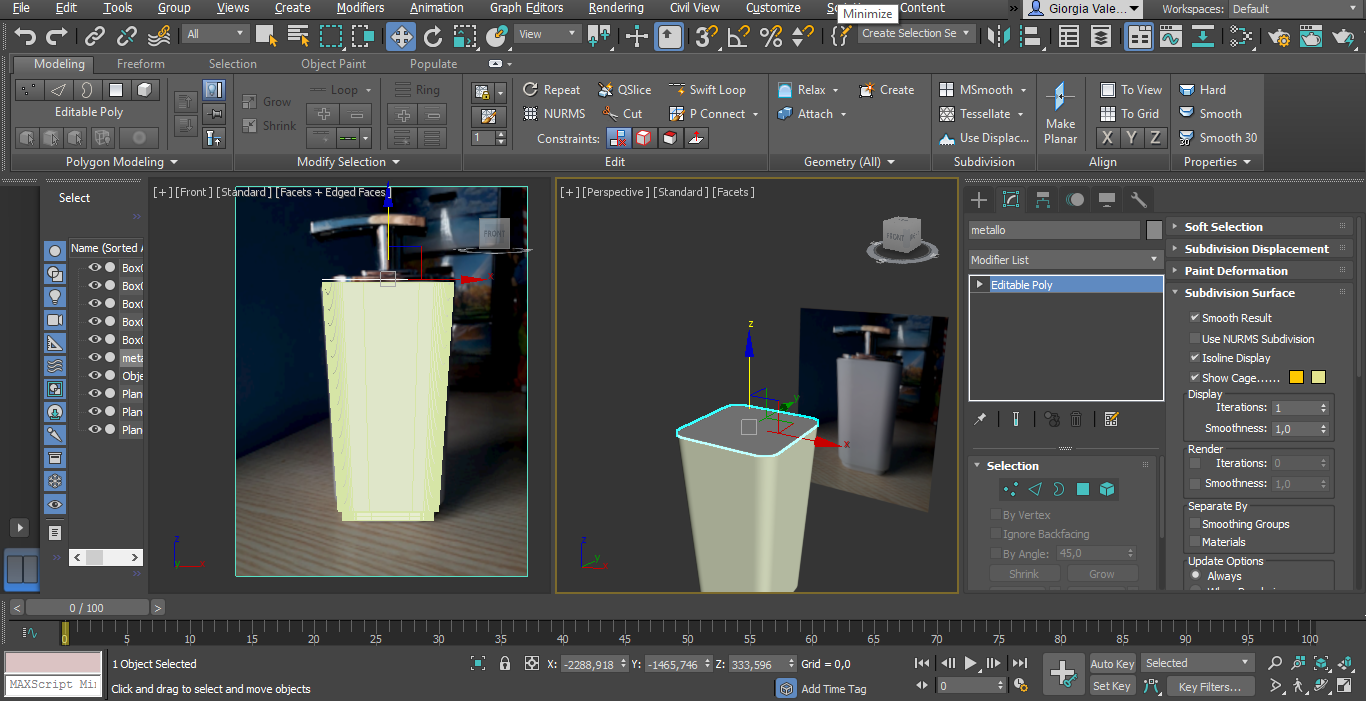 File Edit Tools Group Views Create Modifiers Animation Graph Editors Rendering Civil View Customize Content
Minimize
Giorgia Vale...
Workspaces: Default
All
View
Create Selection Se
Modeling Freeform Selection Object Paint Populate
Loop Ring
Grow
Shrink
Editable Poly
1
Repeat QSlice Swift Loop
NURMS Cut P Connect
Constraints:
Relax Create
Attach
MSmooth
Tessellate
Use Displac...
Make
Planar
To View
To Grid
X Y Z
Hard
Smooth
Smooth 30
30
Polygon Modeling Modify Selection Edit Geometry (All) Subdivision Align Properties
Select
Name (Sorted A
Box0
Box0
Box0
Box0
Box0
meta
Obje
Plan
Plan
Plan
[+] [Front ] [Standard ] [Facets + Edged Faces ]
FRONT
x
z
y
[+] [Perspective ] [Standard ] [Facets ]
FRONT
z
y
x
z
y
x
metallo
Modifier List
Editable Poly
Selection
By Vertex
Ignore Backfacing
By Angle: 45,0
Shrink Grow
Soft Selection
Subdivision Displacement
Paint Deformation
Subdivision Surface
Smooth Result
Use NURMS Subdivision
Isoline Display
Show Cage......
Display
Iterations: 1
Smoothness: 1,0
Render
Iterations: 0
Smoothness: 1,0
Separate By
Smoothing Groups
Materials
Update Options
Always
< 0 / 100 >
0 5 10 15 20 25 30 35 40 45 50 55 60 65 70 75 80 85 90 95 100
MAXScript Mi
1 Object Selected
Click and drag to select and move objects
X: -2288,918 Y: -1465,746 Z: 333,596 Grid = 0,0
Add Time Tag
0
Auto Key Selected
Set Key Key Filters...